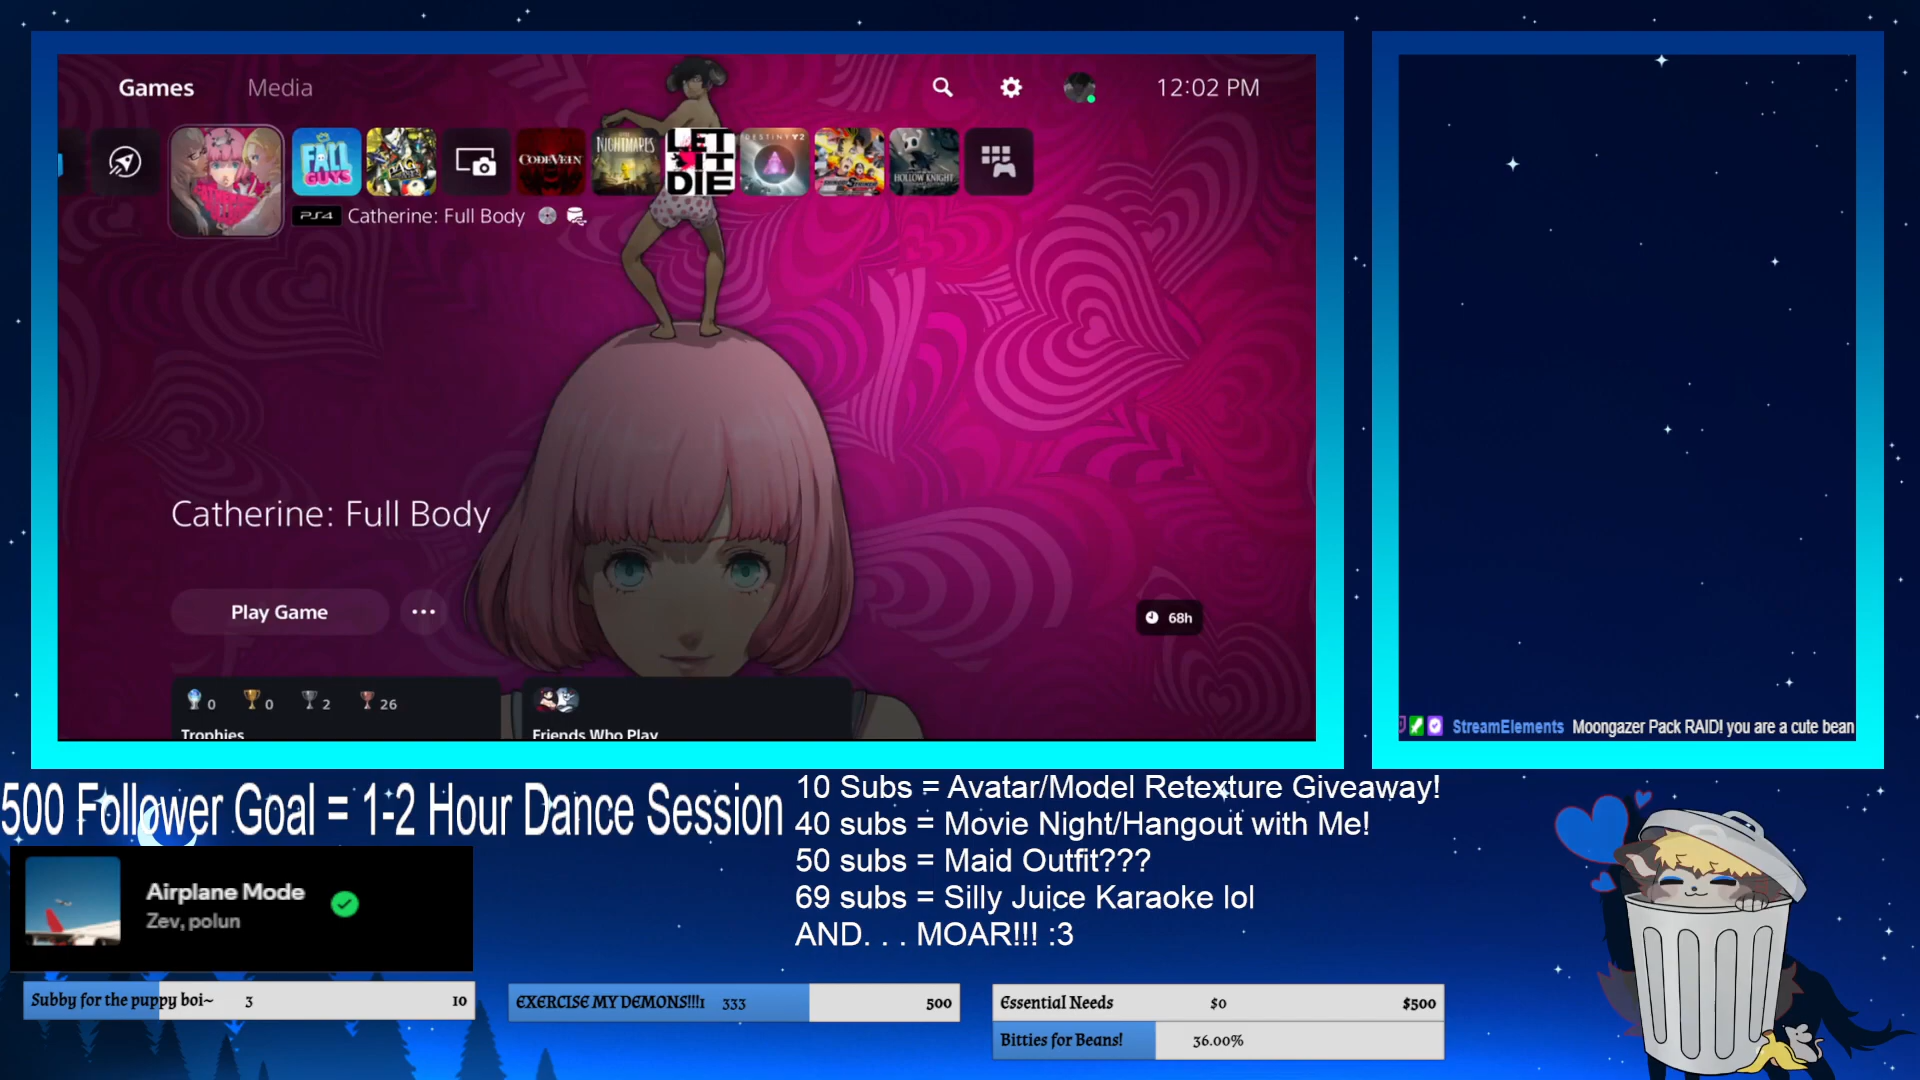 Games Media 12:02 PM
FALL GUYS
CODE VEIN
NIGHTMARES
LET IT DIE
DESTINY 2
HOLLOW KNIGHT
PS4 Catherine: Full Body
Catherine: Full Body
Play Game
68h
0 0 2 26
Trophies
Friends Who Play
StreamElements Moongazer Pack RAID! you are a cute bean
500 Follower Goal = 1-2 Hour Dance Session
10 Subs = Avatar/Model Retexture Giveaway!
40 subs = Movie Night/Hangout with Me!
50 subs = Maid Outfit???
69 subs = Silly Juice Karaoke lol
AND. . . MOAR!!! :3
Airplane Mode
Zev, polun
Subby for the puppy boi~ 3 10
EXERCISE MY DEMONS!!!1 333 500
Essential Needs $0 $500
Bitties for Beans! 36.00%